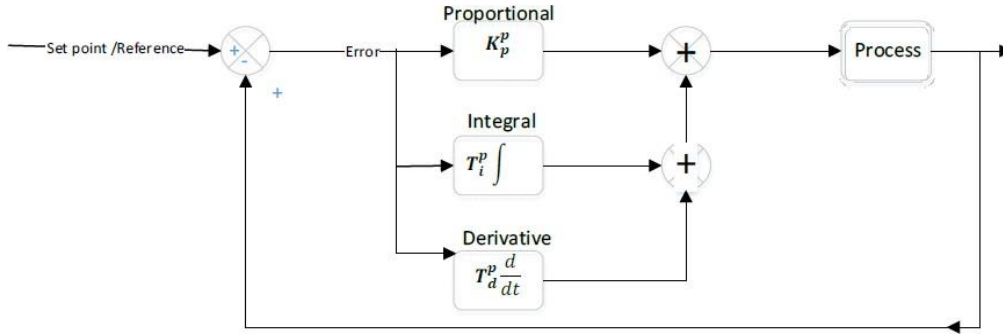 Proportional
Set point /Reference
+
-
Error
K_p^p
+
Process
+
Integral
T_i^p ∫
+
Derivative
T_d^p d/dt